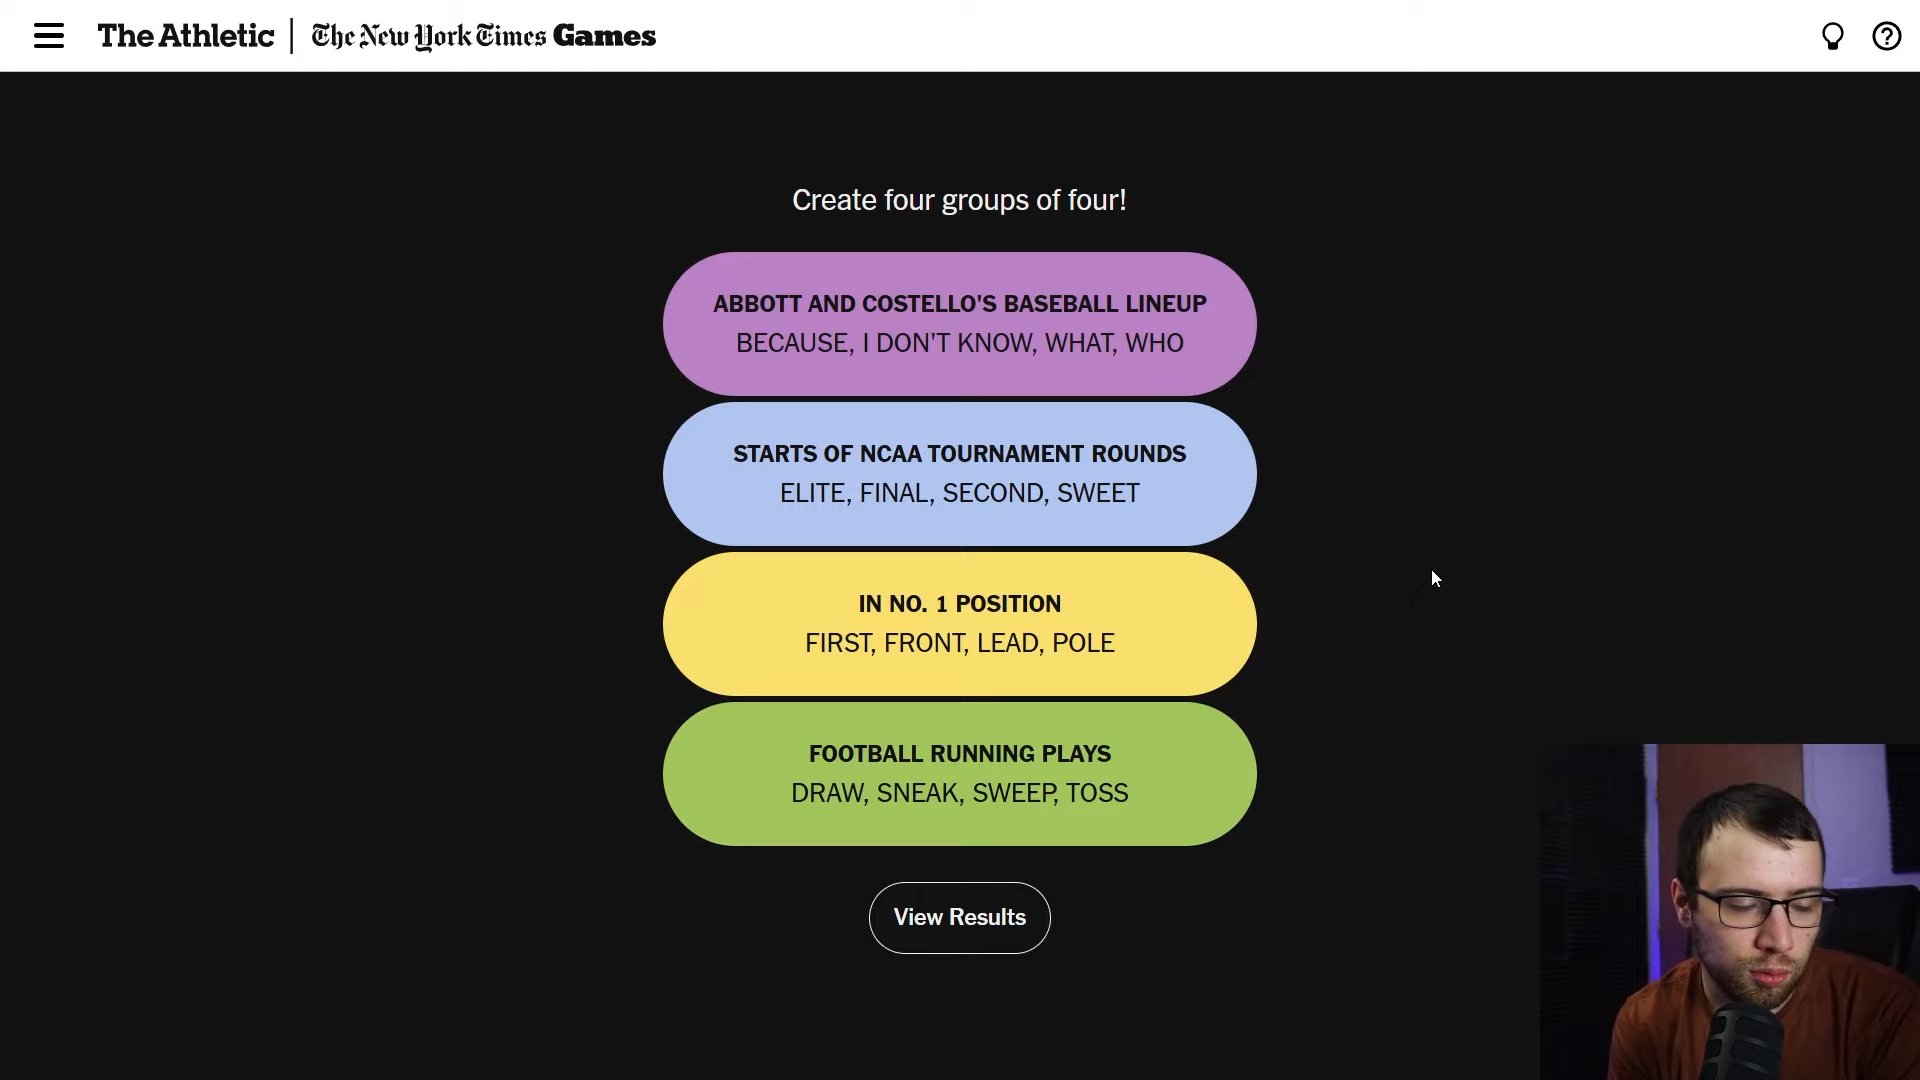 The Athletic | The New York Times Games
Create four groups of four!
ABBOTT AND COSTELLO'S BASEBALL LINEUP
BECAUSE, I DON'T KNOW, WHAT, WHO
STARTS OF NCAA TOURNAMENT ROUNDS
ELITE, FINAL, SECOND, SWEET
IN NO. 1 POSITION
FIRST, FRONT, LEAD, POLE
FOOTBALL RUNNING PLAYS
DRAW, SNEAK, SWEEP, TOSS
View Results